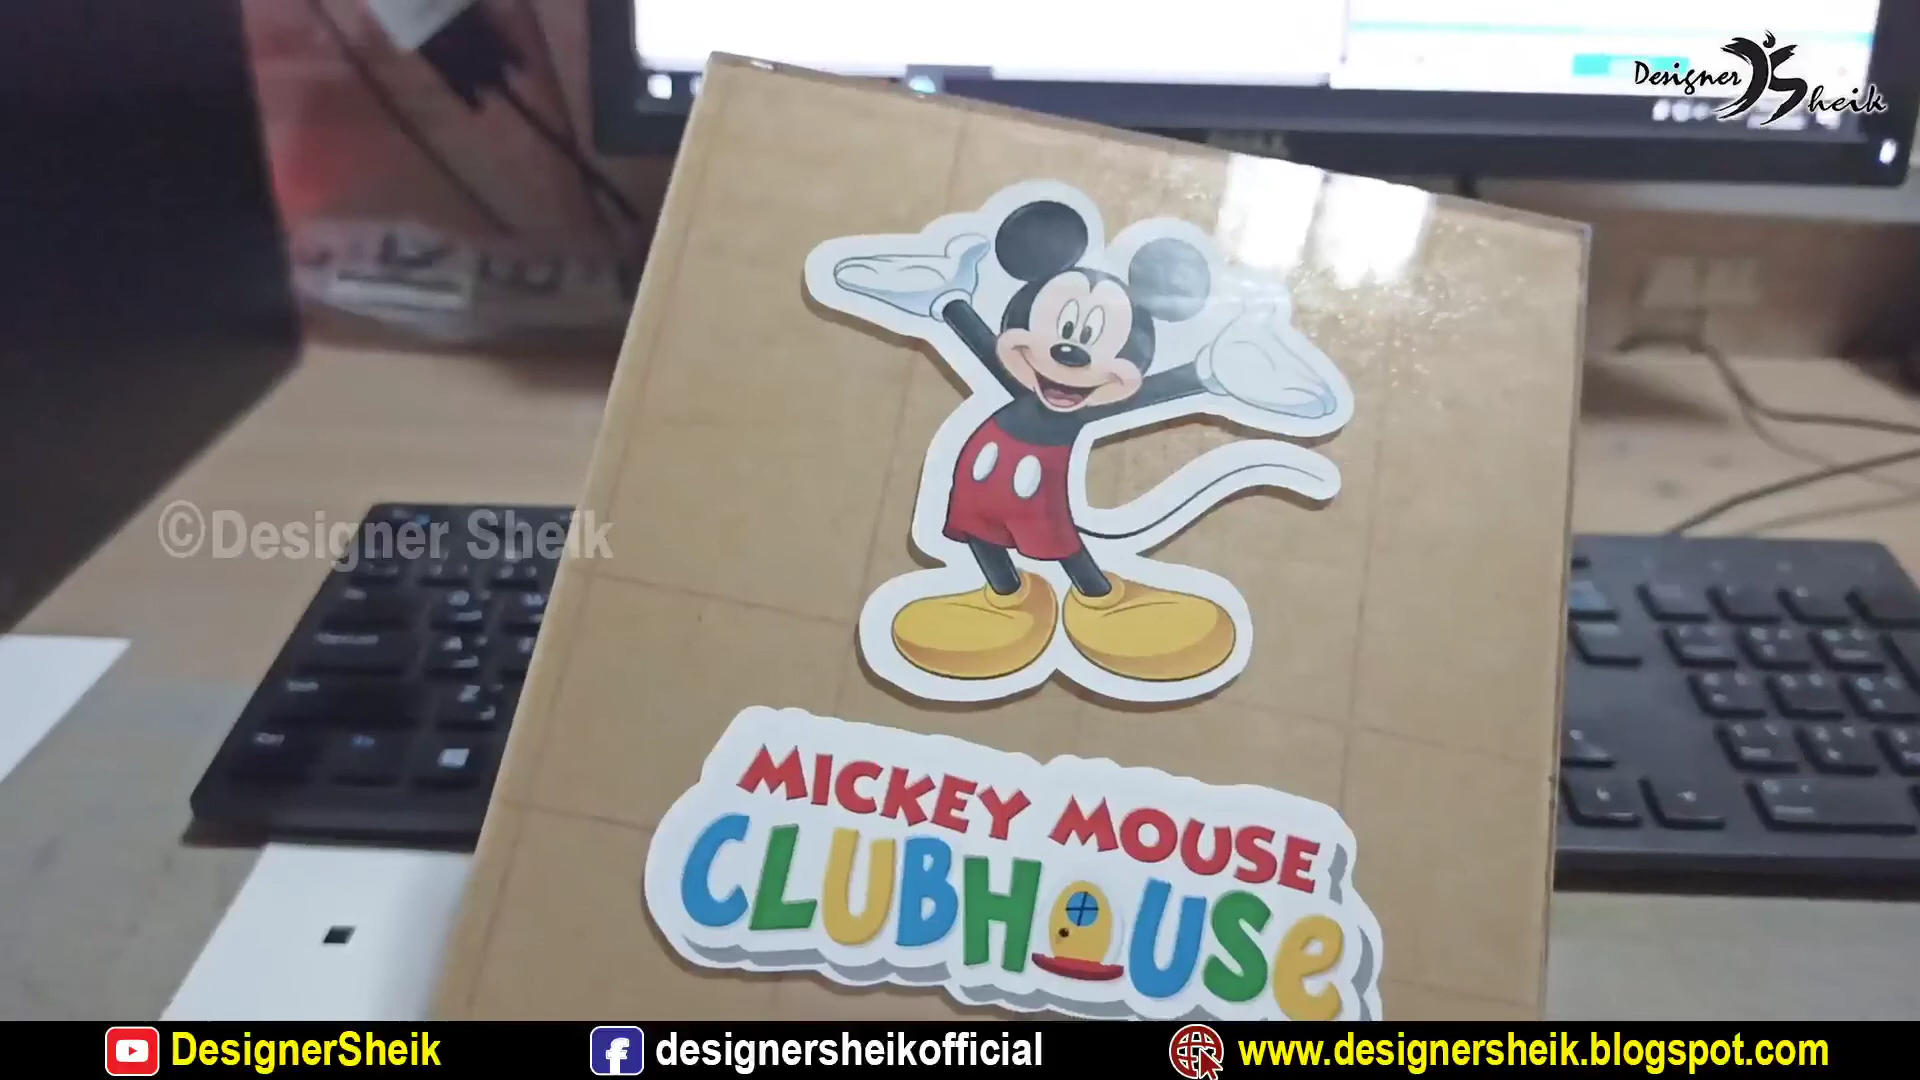 Designer Sheik
©Designer Sheik
MICKEY MOUSE
CLUBHOUSe
DesignerSheik
designersheikofficial
www.designersheik.blogspot.com